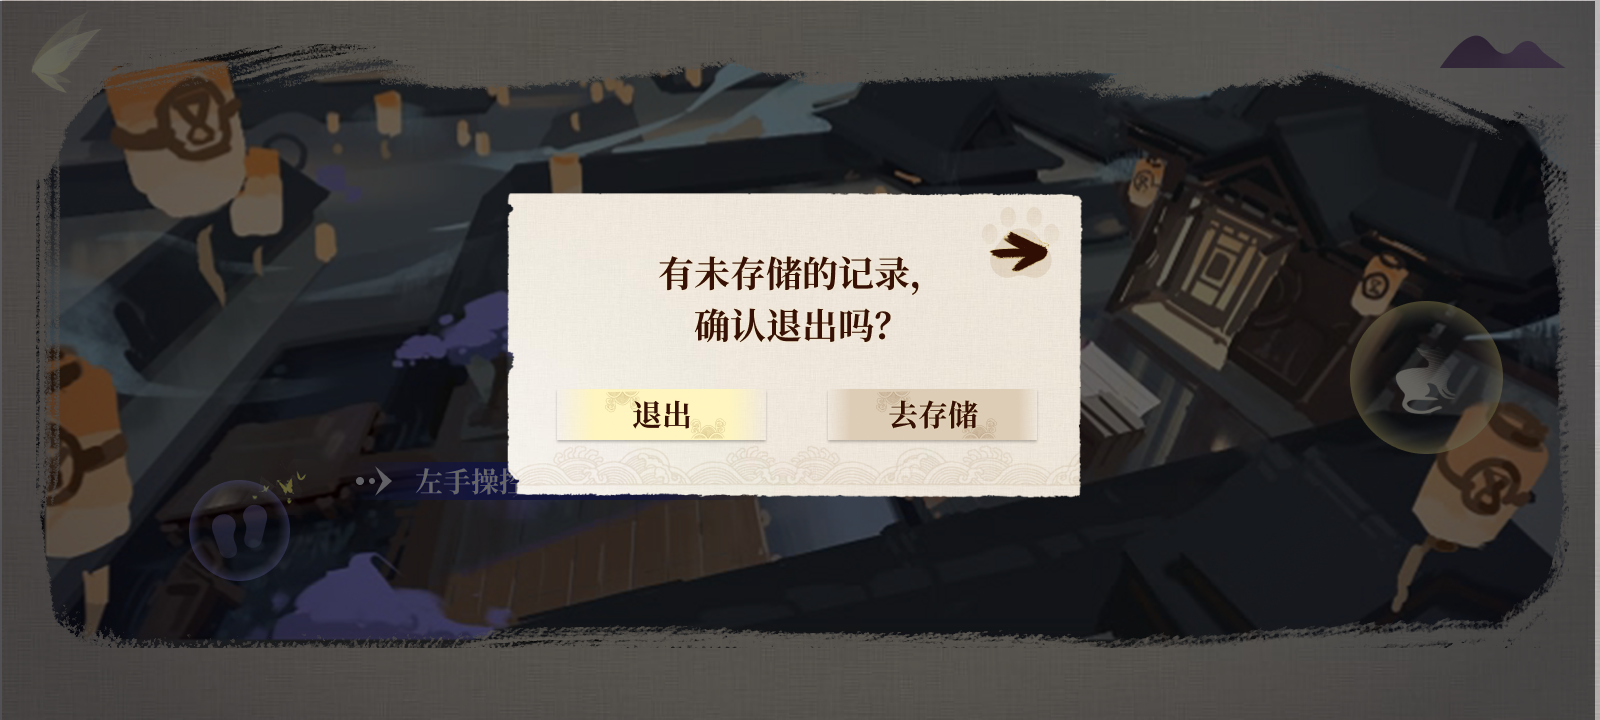 有未存储的记录，
确认退出吗？
退出
去存储
左手操控